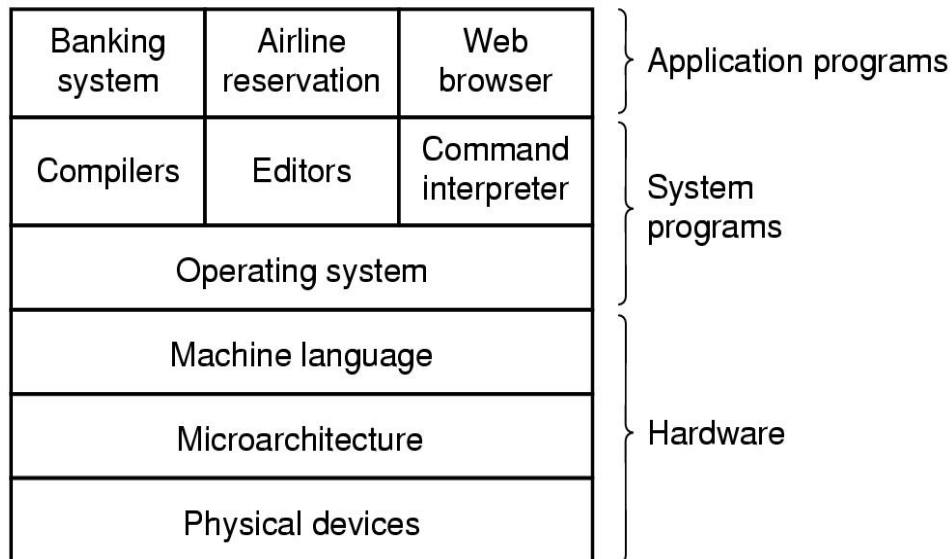 Banking
system
Airline
reservation
Web
browser
Application programs
Compilers
Editors
Command
interpreter
System
programs
Operating system
Machine language
Microarchitecture
Hardware
Physical devices